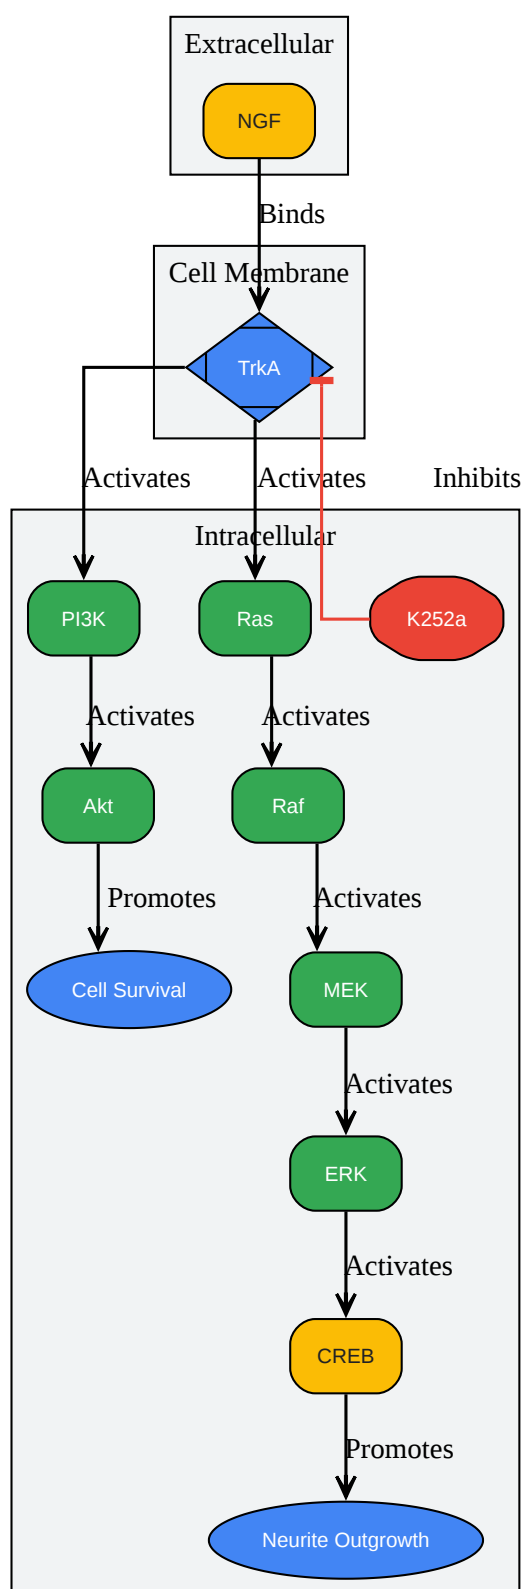 Extracellular
NGF
Binds
Cell Membrane
TrkA
Activates
Activates
Inhibits
Intracellular
PI3K
Ras
K252a
Activates
Activates
Akt
Raf
Promotes
Activates
Cell Survival
MEK
Activates
ERK
Activates
CREB
Promotes
Neurite Outgrowth